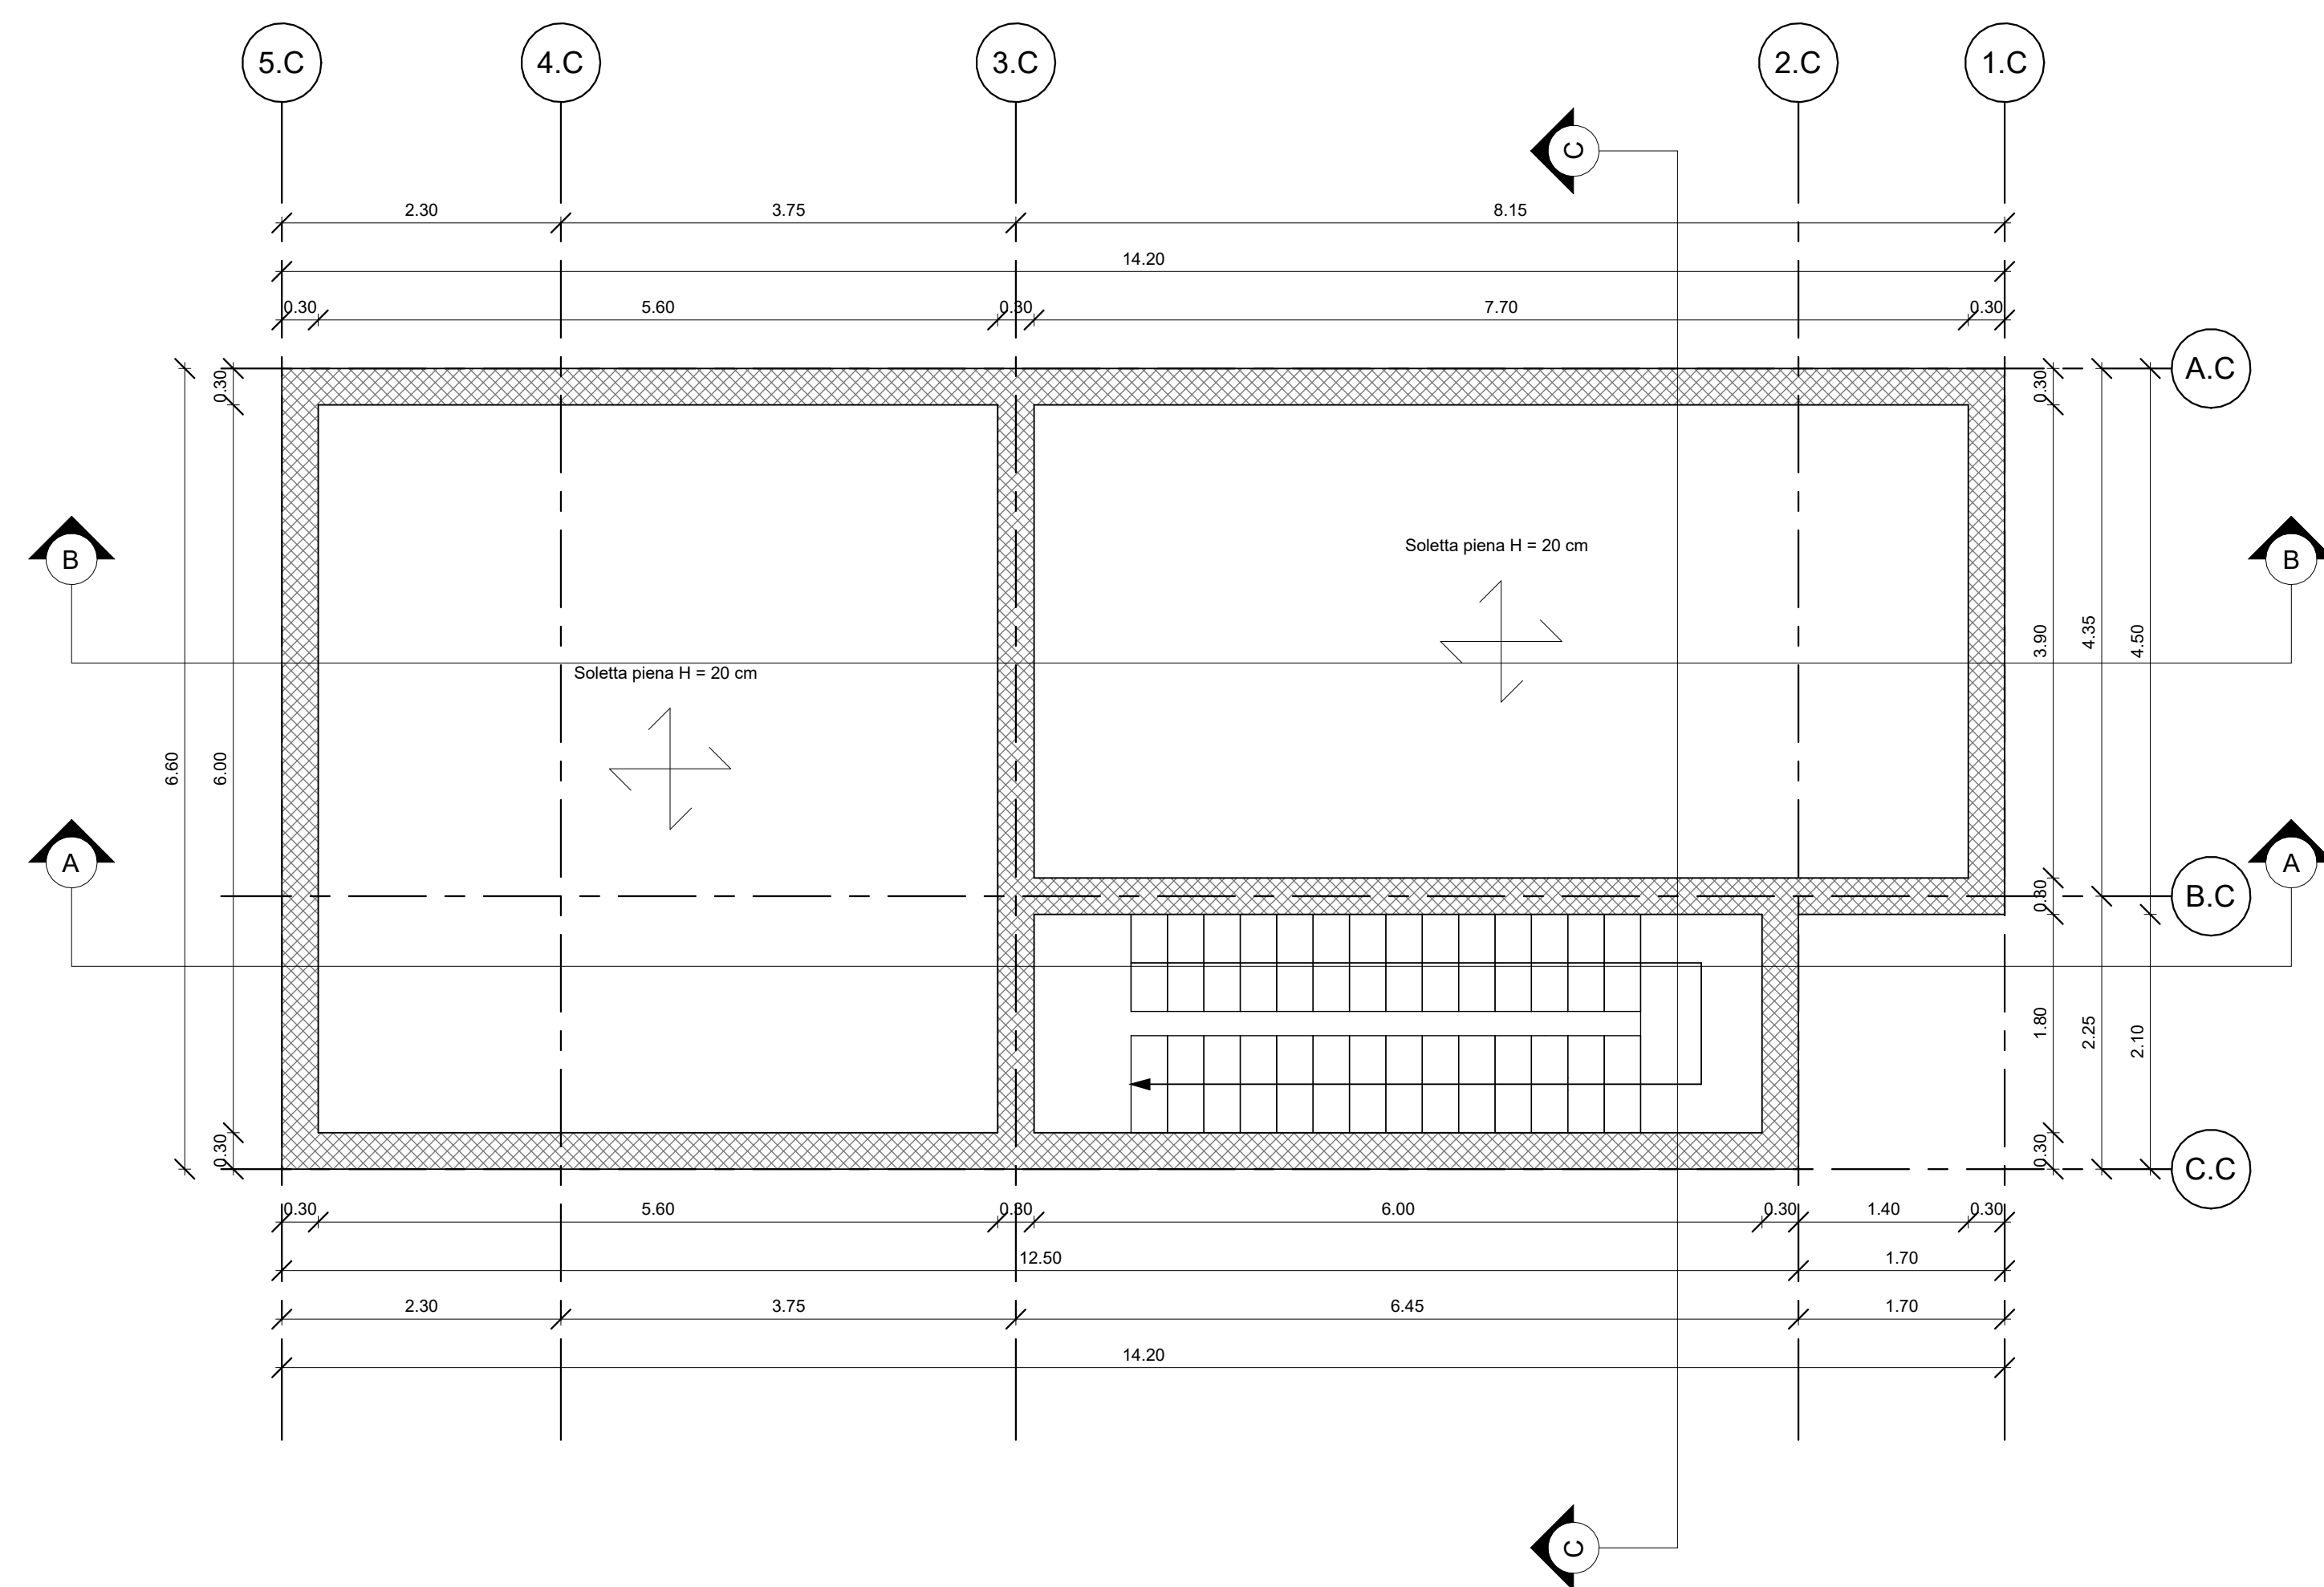 5.C 4.C 3.C 2.C 1.C
C
2.30 3.75 8.15
14.20
0.30 5.60 0.30 7.70 0.30
A.C
0.30 0.30
B Soletta piena H = 20 cm B
3.90 4.35 4.50
Soletta piena H = 20 cm
6.60 6.00
A A
0.30 B.C
1.80 2.25 2.10
0.30 0.30 C.C
0.30 5.60 0.30 6.00 0.30 1.40 0.30
12.50 1.70
2.30 3.75 6.45 1.70
14.20
C